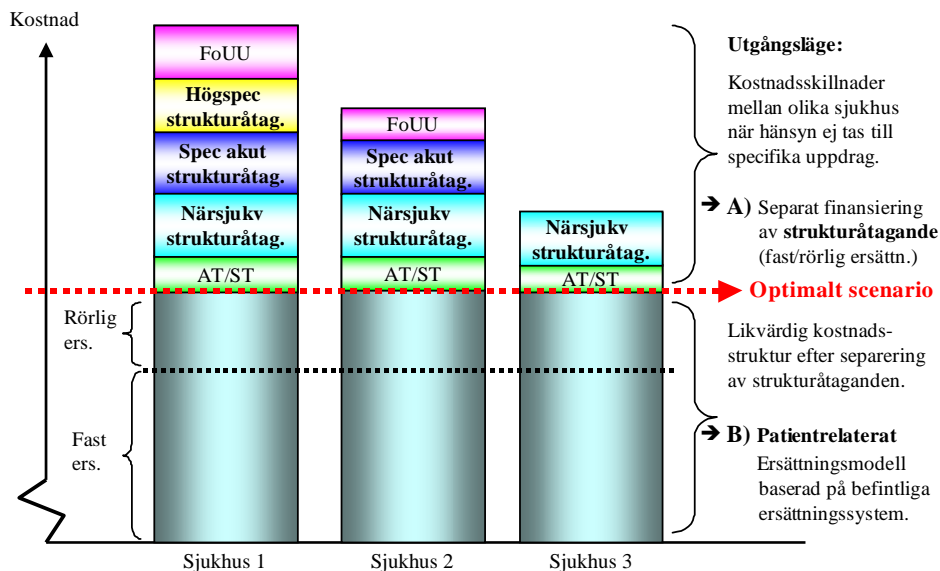 Kostnad
FoUU
Högspec
strukturåtag.
Spec akut
strukturåtag.
Närsjukv
strukturåtag.
AT/ST
FoUU
Spec akut
strukturåtag.
Närsjukv
strukturåtag.
AT/ST
Närsjukv
strukturåtag.
AT/ST
Utgångsläge:
Kostnadsskillnader
mellan olika sjukhus
när hänsyn ej tas till
specifika uppdrag.
➔ A) Separat finansiering
av strukturåtagande
(fast/rörlig ersättn.)
Optimalt scenario
Rörlig
ers.
Fast
ers.
Likvärdig kostnads-
struktur efter separering
av strukturåtaganden.
➔ B) Patientrelaterat
Ersättningsmodell
baserad på befintliga
ersättningssystem.
Sjukhus 1
Sjukhus 2
Sjukhus 3